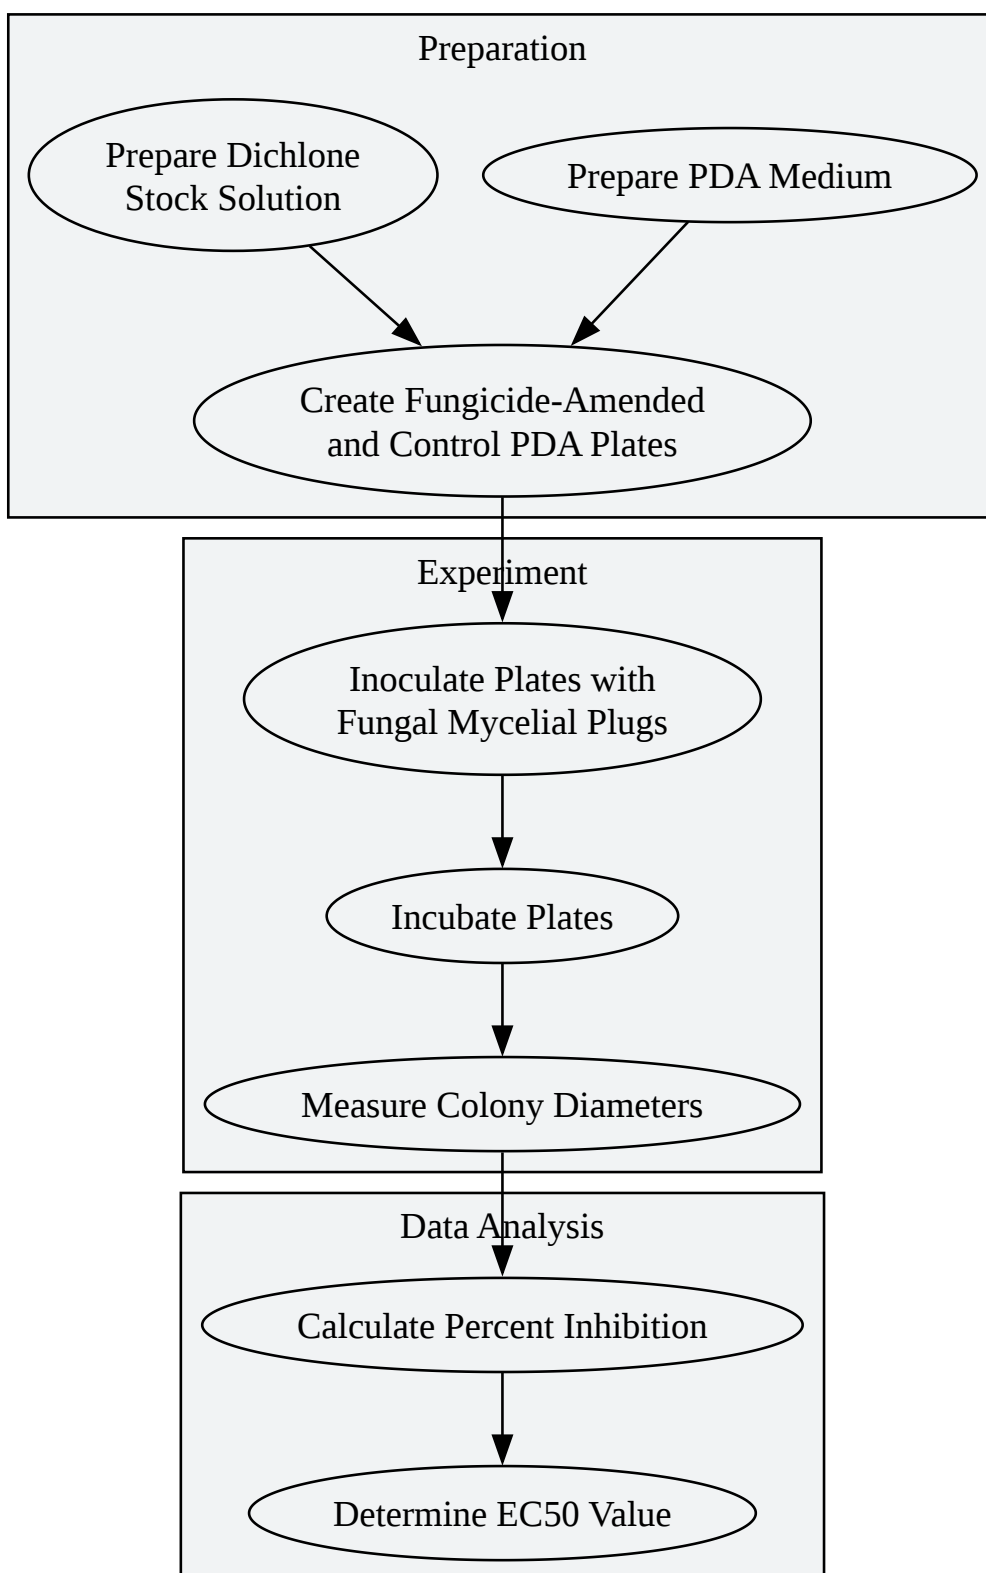 Preparation
Prepare Dichlone
Stock Solution
Prepare PDA Medium
Create Fungicide-Amended
and Control PDA Plates
Experiment
Inoculate Plates with
Fungal Mycelial Plugs
Incubate Plates
Measure Colony Diameters
Data Analysis
Calculate Percent Inhibition
Determine EC50 Value